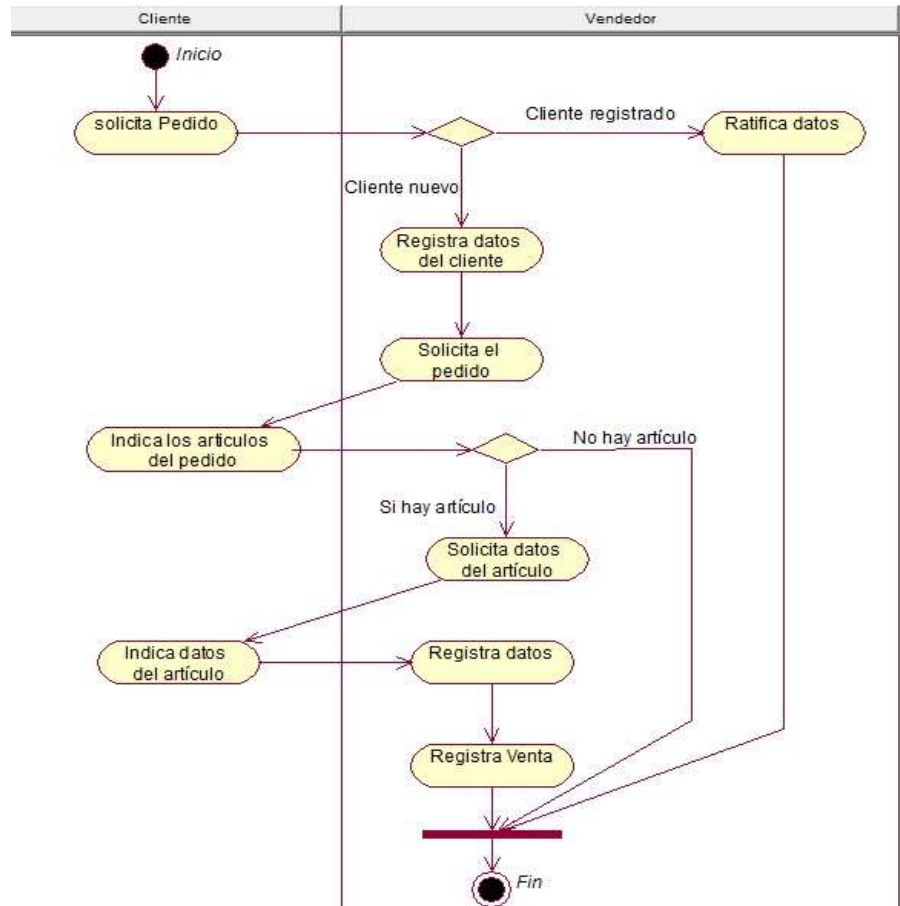 Cliente
Vendedor
Inicio
solicita Pedido
Cliente registrado
Ratifica datos
Cliente nuevo
Registra datos
del cliente
Solicita el
pedido
Indica los articulos
del pedido
No hay artículo
Si hay artículo
Solicita datos
del artículo
Indica datos
del artículo
Registra datos
Registra Venta
Fin